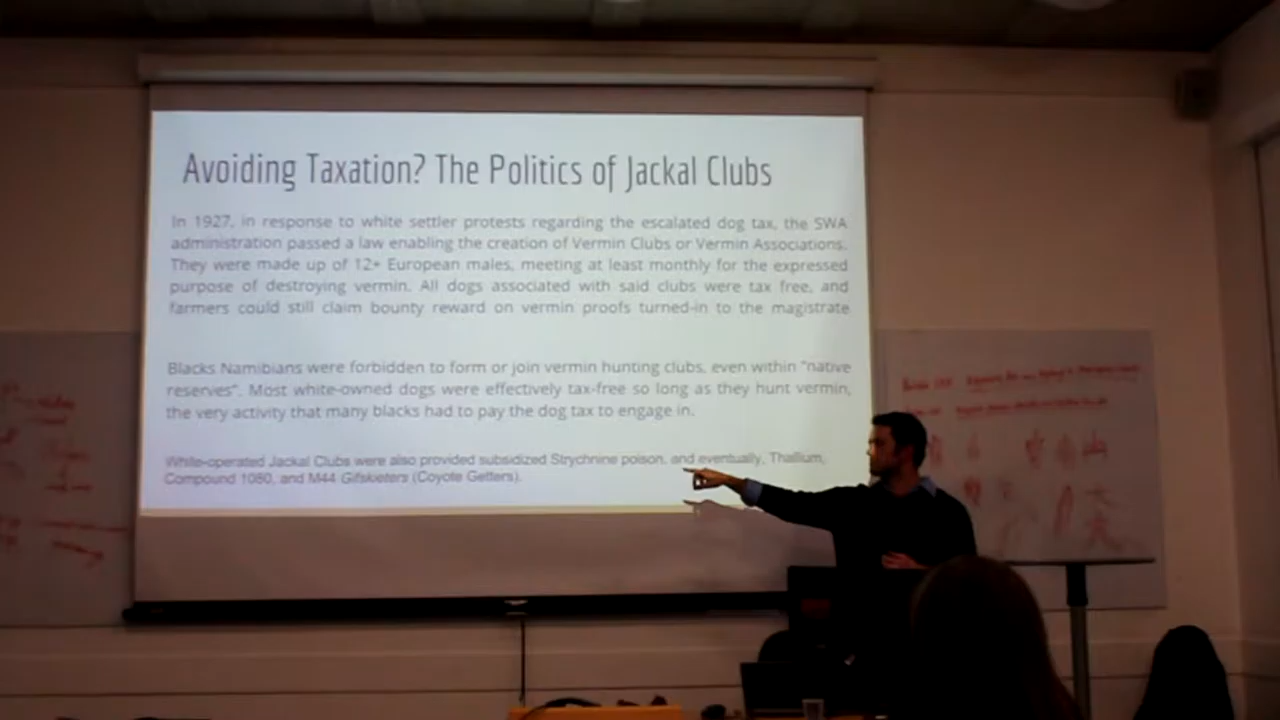 Avoiding Taxation? The Politics of Jackal Clubs
In 1927, in response to white settler protests regarding the escalated dog tax, the SWA
administration passed a law enabling the creation of Vermin Clubs or Vermin Associations.
They were made up of 12+ European males, meeting at least monthly for the expressed
purpose of destroying vermin. All dogs associated with said clubs were tax free, and
farmers could still claim bounty reward on vermin proofs turned-in to the magistrate
Blacks Namibians were forbidden to form or join vermin hunting clubs, even within "native
reserves". Most white-owned dogs were effectively tax-free so long as they hunt vermin,
the very activity that many blacks had to pay the dog tax to engage in.
White-operated Jackal Clubs were also provided subsidized Strychnine poison, and eventually, Thallium,
Compound 1080, and M44 Gifskieters (Coyote Getters).